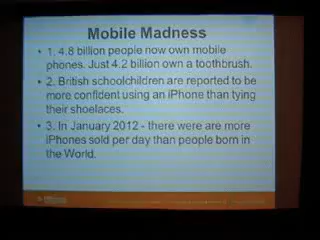 Mobile Madness
• 1. 4.8 billion people now own mobile
phones. Just 4.2 billion own a toothbrush.
• 2. British schoolchildren are reported to be
more confident using an iPhone than tying
their shoelaces.
• 3. In January 2012 - there were are more
iPhones sold per day than people born in
the World.